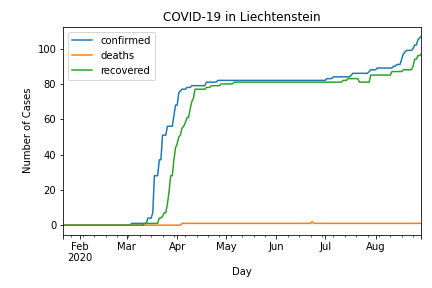 COVID-19 in Liechtenstein
confirmed
deaths
recovered
Number of Cases
100
80
60
40
20
0
Feb Mar Apr May Jun Jul Aug
2020
Day